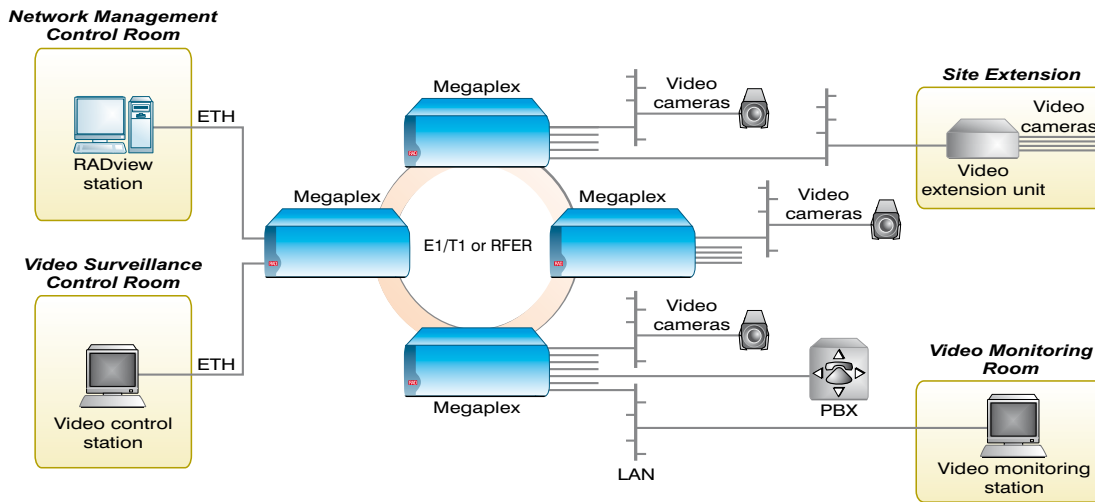 Network Management
Control Room
ETH
RADview
station
Video Surveillance
Control Room
ETH
Video control
station
Megaplex
Megaplex
E1/T1 or RFER
Megaplex
Megaplex
Video
cameras
Video
cameras
Video
cameras
Site Extension
Video
cameras
Video
extension unit
PBX
LAN
Video Monitoring
Room
Video monitoring
station